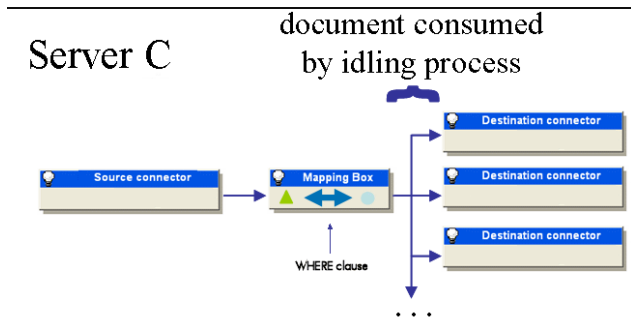 Server C
document consumed
by idling process
Source connector
Mapping Box
WHERE clause
Destination connector
Destination connector
Destination connector
. . .